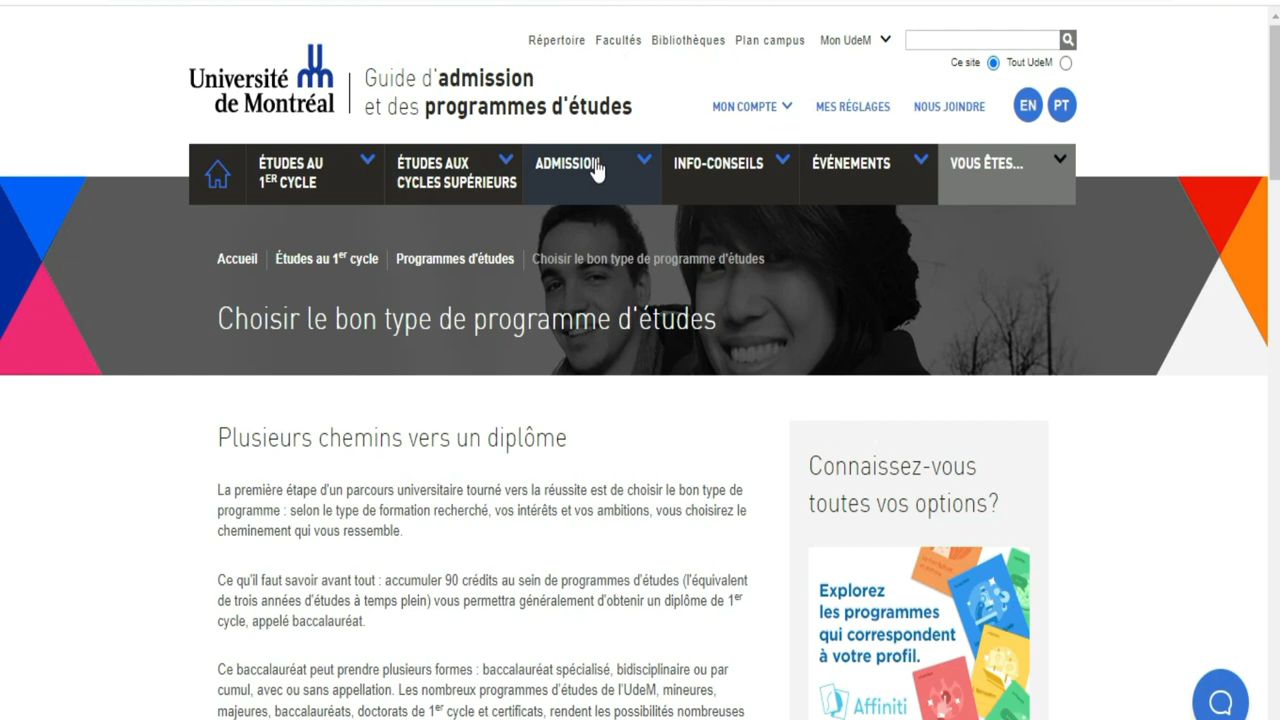 Répertoire Facultés Bibliothèques Plan campus Mon UdeM
Ce site Tout UdeM
Université
de Montréal
Guide d'admission
et des programmes d'études
MON COMPTE MES RÉGLAGES NOUS JOINDRE EN PT
ÉTUDES AU
1ER CYCLE
ÉTUDES AUX
CYCLES SUPÉRIEURS
ADMISSION
INFO-CONSEILS
ÉVÉNEMENTS
VOUS ÊTES...
Accueil Études au 1er cycle Programmes d'études Choisir le bon type de programme d'études
Choisir le bon type de programme d'études
Plusieurs chemins vers un diplôme
La première étape d'un parcours universitaire tourné vers la réussite est de choisir le bon type de
programme : selon le type de formation recherché, vos intérêts et vos ambitions, vous choisirez le
cheminement qui vous ressemble.
Ce qu'il faut savoir avant tout : accumuler 90 crédits au sein de programmes d'études (l'équivalent
de trois années d'études à temps plein) vous permettra généralement d'obtenir un diplôme de 1er
cycle, appelé baccalauréat.
Ce baccalauréat peut prendre plusieurs formes : baccalauréat spécialisé, bidisciplinaire ou par
cumul, avec ou sans appellation. Les nombreux programmes d'études de l'UdeM, mineures,
majeures, baccalauréats, doctorats de 1er cycle et certificats, rendent les possibilités nombreuses
Connaissez-vous
toutes vos options?
Explorez
les programmes
qui correspondent
à votre profil.
Affiniti